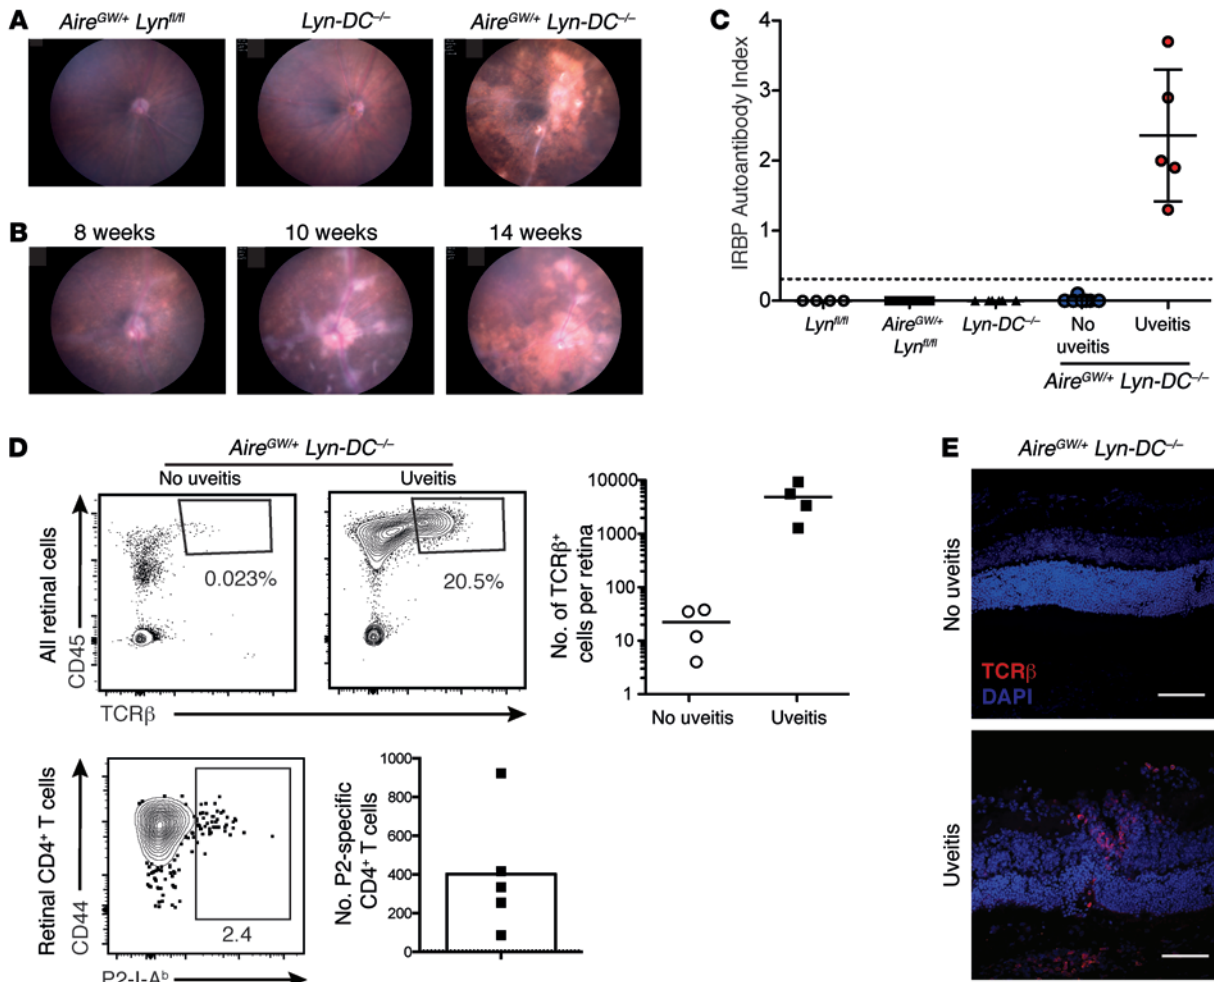 A
Aire^GW/+ Lyn^fl/fl
Lyn-DC^–/–
Aire^GW/+ Lyn-DC^–/–
B
8 weeks
10 weeks
14 weeks
C
IRBP Autoantibody Index
4
3
2
1
0
Lyn^fl/fl
Aire^GW/+
Lyn^fl/fl
Lyn-DC^–/–
No
uveitis
Uveitis
Aire^GW/+ Lyn-DC^–/–
D
Aire^GW/+ Lyn-DC^–/–
No uveitis
Uveitis
All retinal cells
CD45
0.023%
20.5%
TCRβ
No. of TCRβ⁺
cells per retina
10000
1000
100
10
1
No uveitis
Uveitis
Retinal CD4⁺ T cells
CD44
2.4
P2-I-A^b
No. P2-specific
CD4⁺ T cells
1000
800
600
400
200
0
E
Aire^GW/+ Lyn-DC^–/–
No uveitis
TCRβ
DAPI
Uveitis